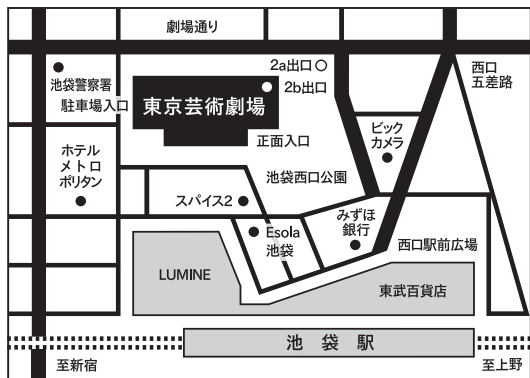 劇場通り
2a出口
2b出口
西口
五差路
池袋警察署
駐車場入口
東京芸術劇場
正面入口
ビック
カメラ
ホテル
メトロ
ポリタン
池袋西口公園
スパイス2
みずほ
銀行
Esola
池袋
西口駅前広場
LUMINE
東武百貨店
池袋駅
至新宿
至上野